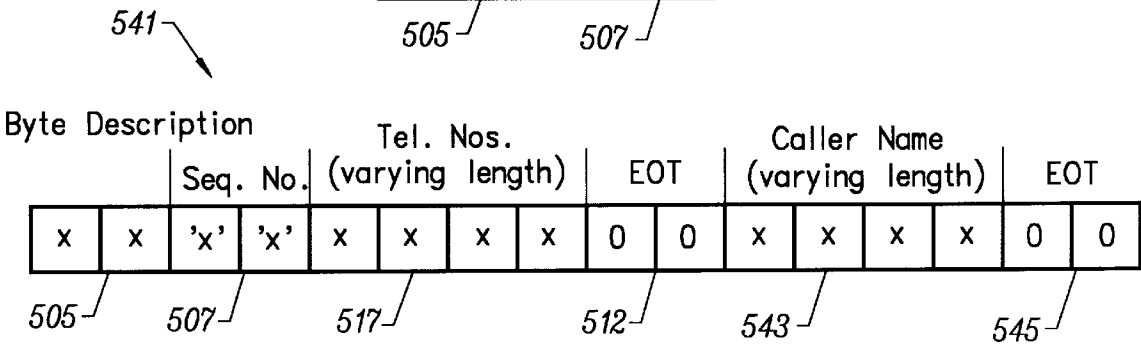 541
505
507
Byte Description
Tel. Nos.
Caller Name
Seq. No.
(varying length)
EOT
(varying length)
EOT
x x 'x' 'x' x x x x 0 0 x x x x 0 0
505
507
517
512
543
545